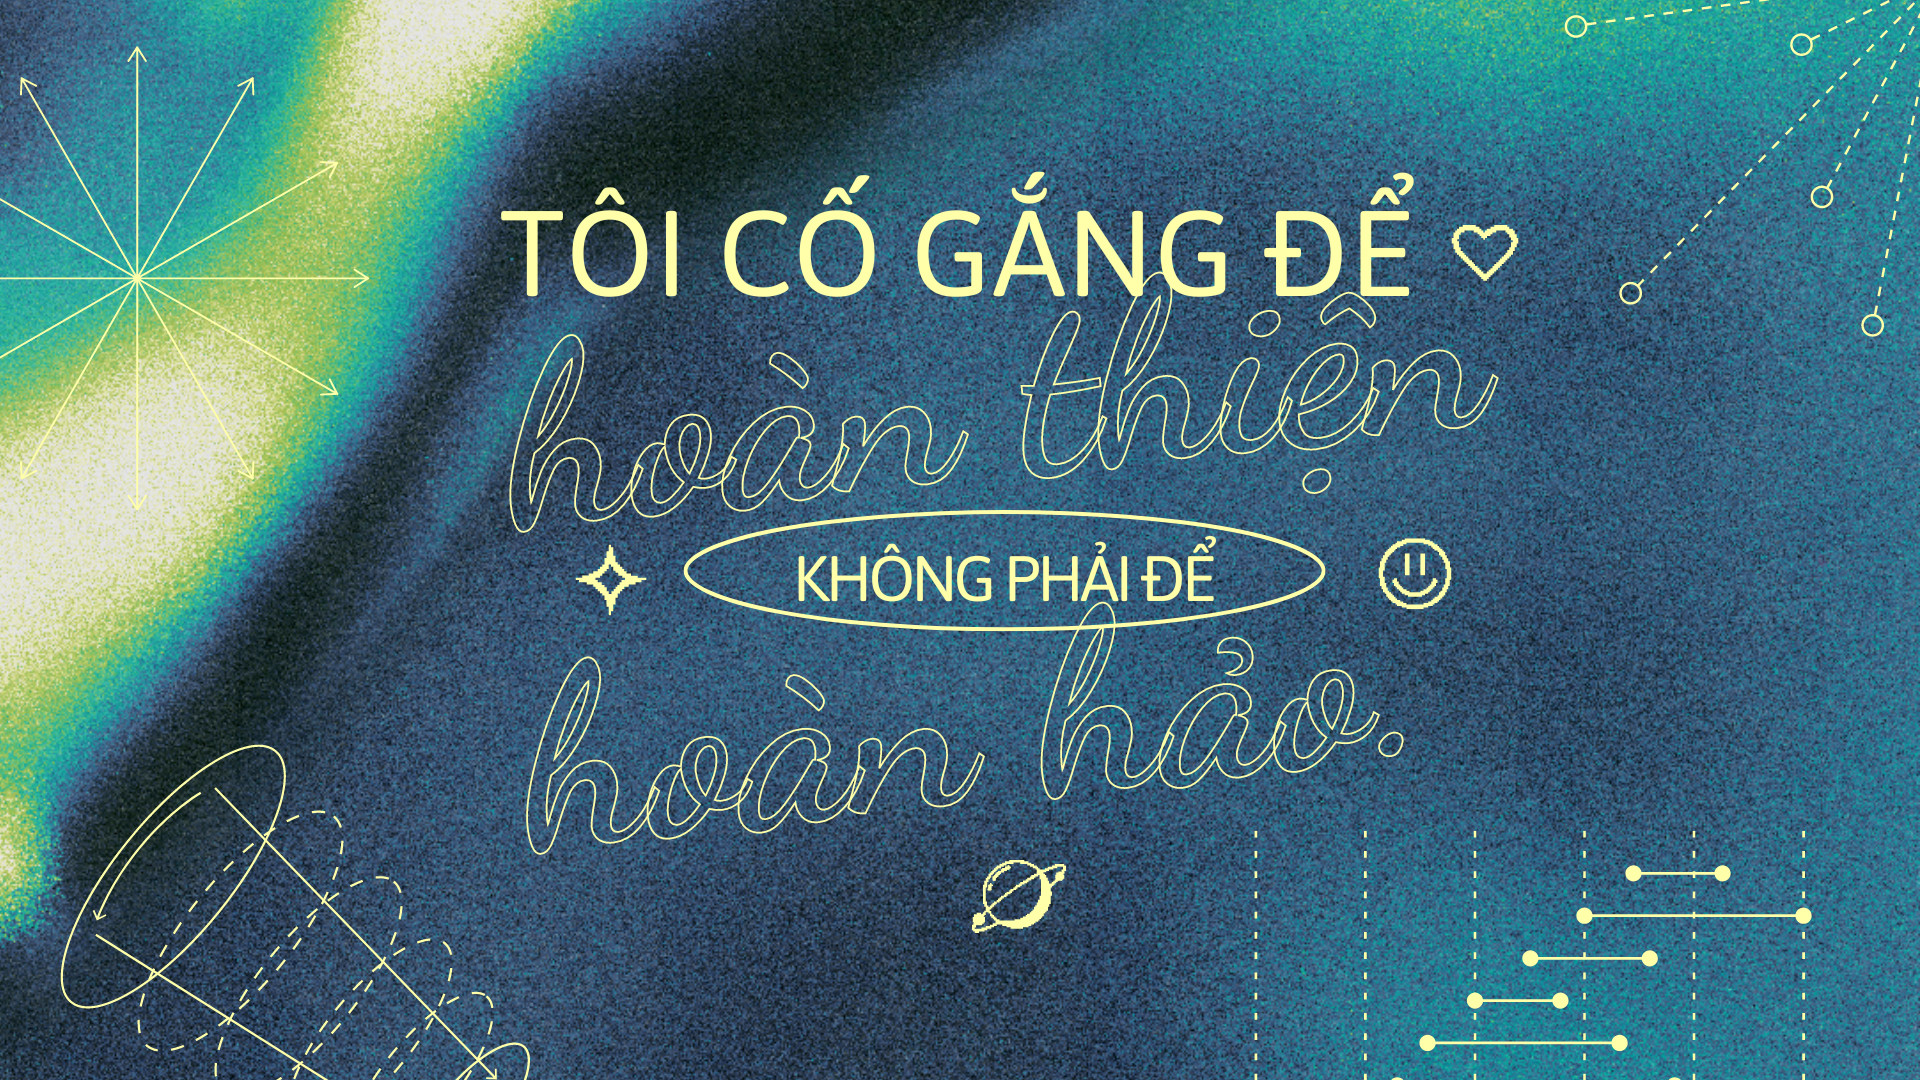 TÔI CỐ GẮNG ĐỂ
hoàn thiện
KHÔNG PHẢI ĐỂ
hoàn hảo.